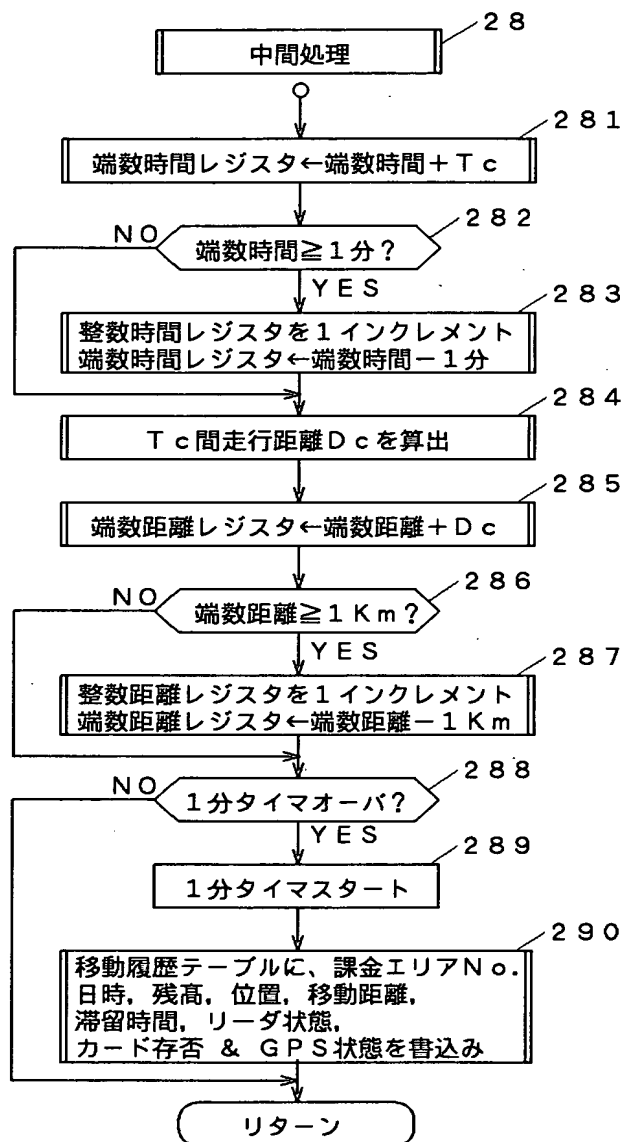 28
中間処理
281
端数時間レジスタ←端数時間+Tc
282
NO
端数時間≧1分?
YES
283
整数時間レジスタを1インクレメント
端数時間レジスタ←端数時間-1分
284
Tc間走行距離Dcを算出
285
端数距離レジスタ←端数距離+Dc
286
NO
端数距離≧1Km?
YES
287
整数距離レジスタを1インクレメント
端数距離レジスタ←端数距離-1Km
288
NO
1分タイマオーバ?
YES
289
1分タイマスタート
290
移動履歴テーブルに、課金エリアNo.
日時,残高,位置,移動距離,
滞留時間,リーダ状態,
カード存否 & GPS状態を書込み
リターン